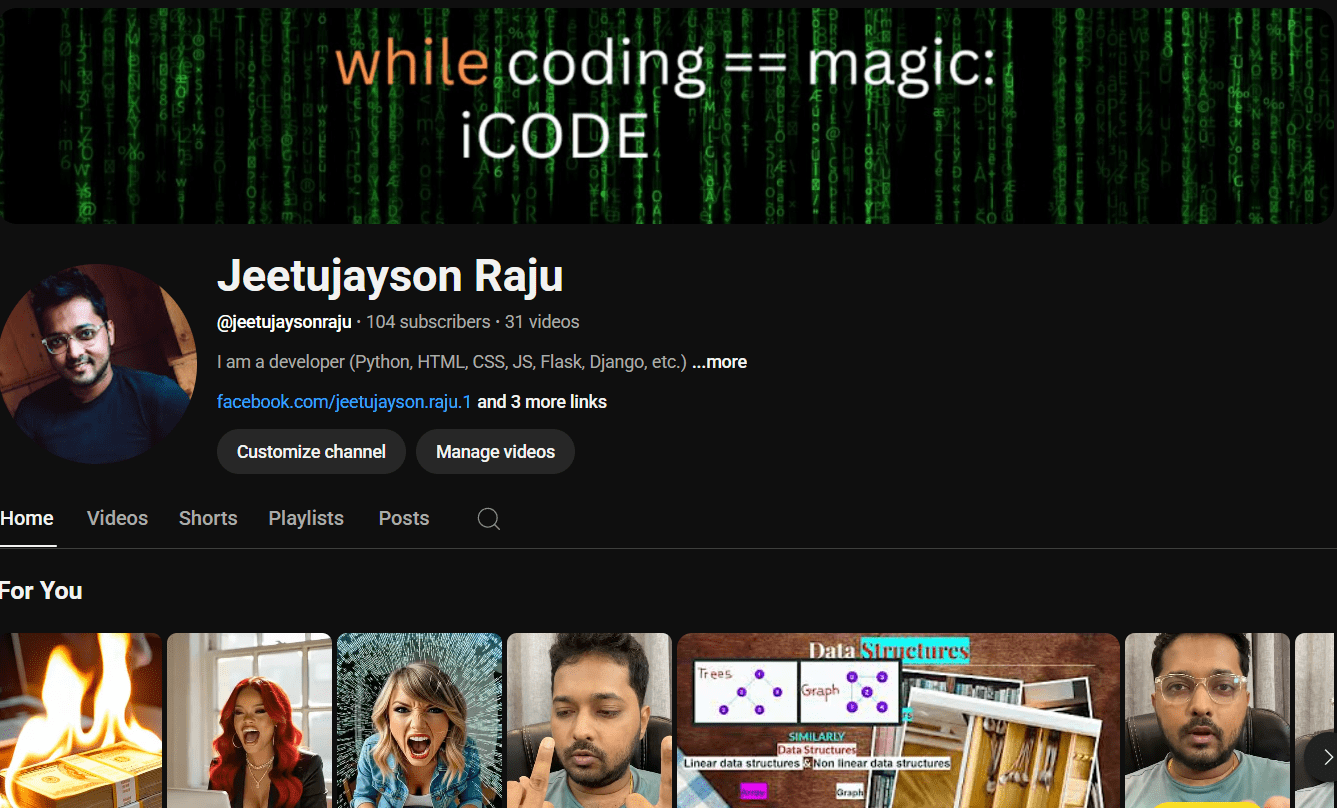 while coding == magic:
iCODE
Jeetujayson Raju
@jeetujaysonraju · 104 subscribers · 31 videos
I am a developer (Python, HTML, CSS, JS, Flask, Django, etc.) ...more
facebook.com/jeetujayson.raju.1 and 3 more links
Customize channel Manage videos
Home Videos Shorts Playlists Posts
For You
Data Structures
Trees
Graph
SIMILARLY
Data Structures
Linear data structures & Non linear data structures
Graph